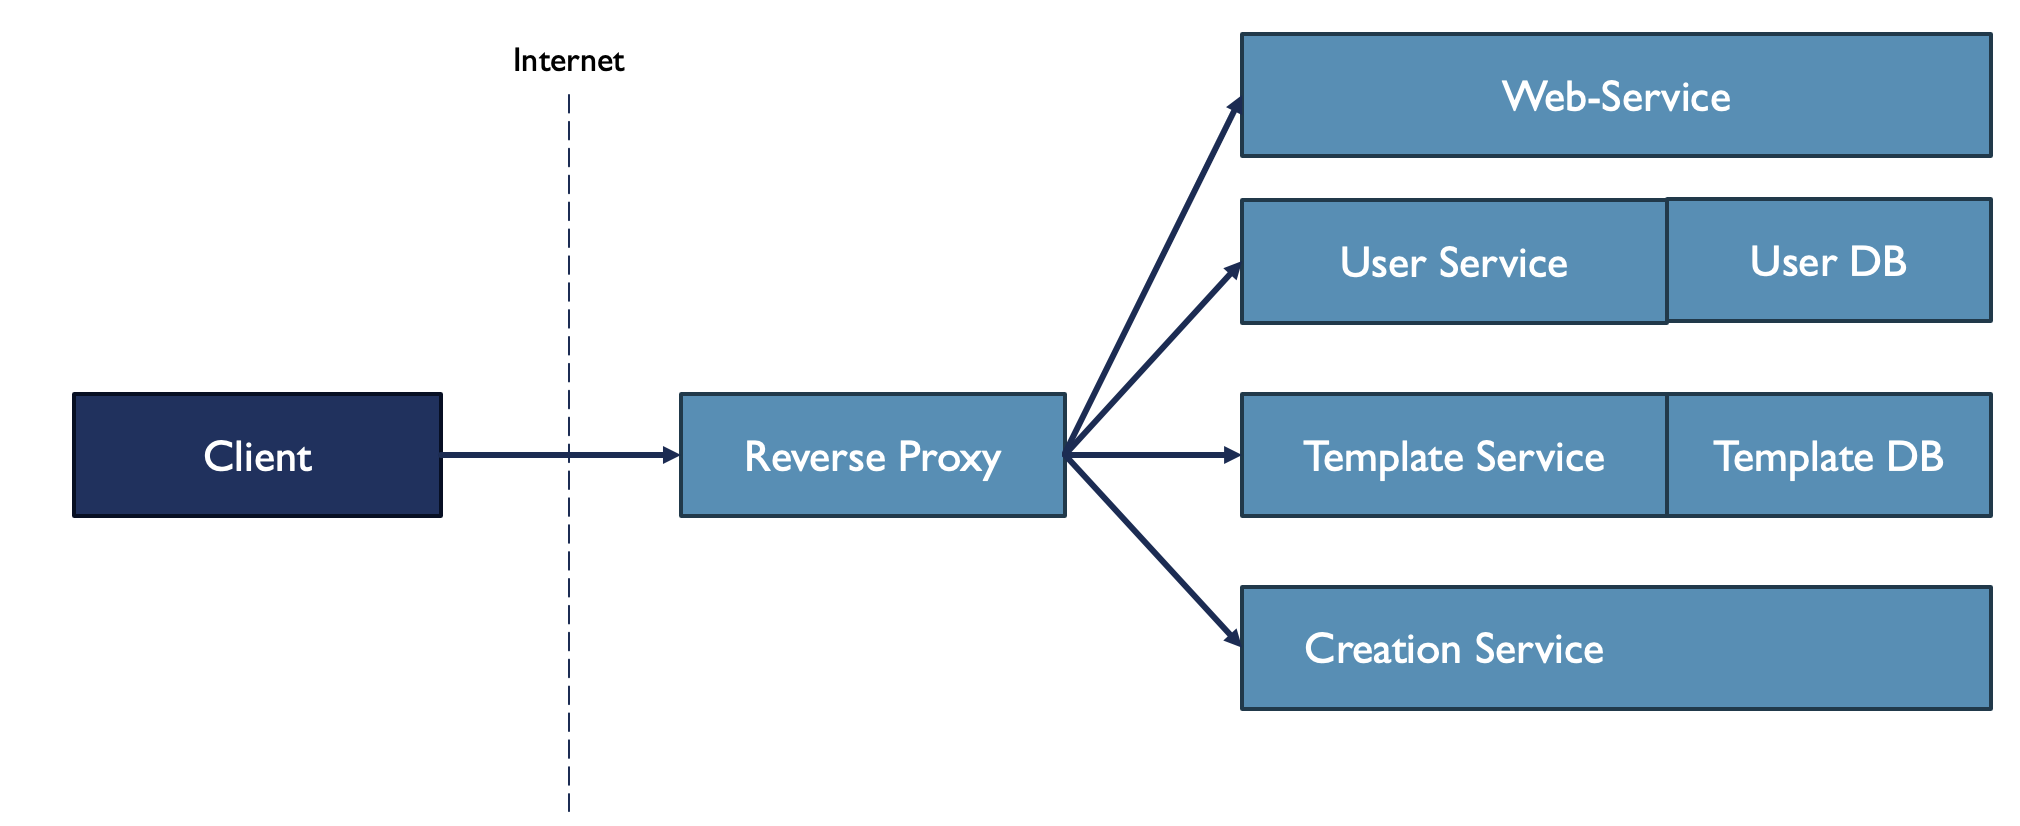 Internet
Web-Service
User Service
User DB
Client
Reverse Proxy
Template Service
Template DB
Creation Service